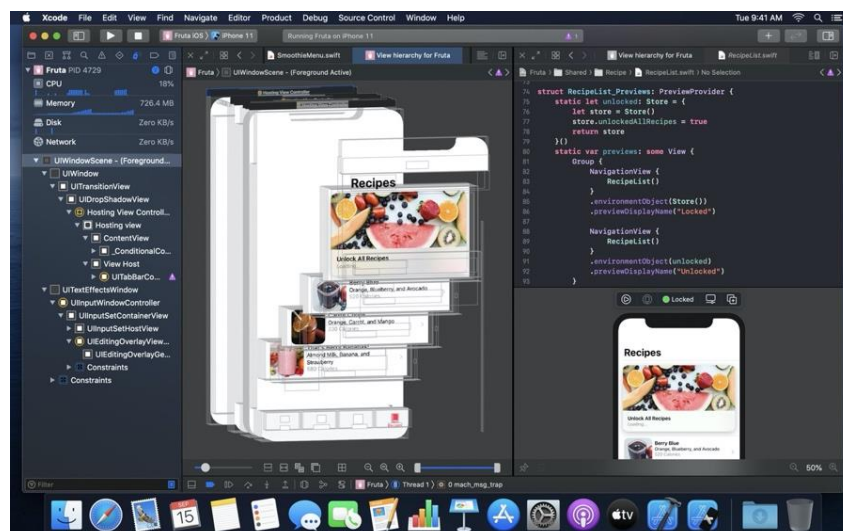 Xcode File Edit View Find Navigate Editor Product Debug Source Control Window Help
Tue 9:41 AM
Fruta iOS) iPhone 11
Running Fruta on iPhone 11
1
SmoothieMenu.swift
View hierarchy for Fruta
View hierarchy for Fruta
RecipeList.swift
Fruta PID 4729
CPU
18%
Memory
726.4 MB
Disk
Zero KB/s
Network
Zero KB/s
UIWindowScene - (Foreground...
UIWindow
UITransitionView
UIDropShadowView
Hosting View Controll...
Hosting view
ContentView
_ConditionalCo...
View Host
UITabBarCo...
UITextEffectsWindow
UIInputWindowController
UIInputSetContainerView
UIInputSetHostView
UIEditingOverlayView...
UIEditingOverlayGe...
Constraints
Constraints
Filter
Fruta
UIWindowScene - (Foreground Active)
Hosting View Controller
Recipes
Unlock All Recipes
Loading...
Berry Blue
Orange, Blueberry, and Avocado
Orange, Carrot, and Mango
Almond Milk, Banana, and
Strawberry
Fruta
Thread 1
0 mach_msg_trap
Fruta
Shared
Recipe
RecipeList.swift
No Selection
74 struct RecipeList_Previews: PreviewProvider {
75 static let unlocked: Store = {
76 let store = Store()
77 store.unlockedAllRecipes = true
78 return store
79 }()
80 static var previews: some View {
81 Group {
82 NavigationView {
83 RecipeList()
84 }
85 .environmentObject(Store())
86 .previewDisplayName("Locked")
87
88 NavigationView {
89 RecipeList()
90 }
91 .environmentObject(unlocked)
92 .previewDisplayName("Unlocked")
93 }
Locked
Recipes
Unlock All Recipes
Loading...
Berry Blue
Orange, Blueberry, and Avocado
50%
SEP
15
tv